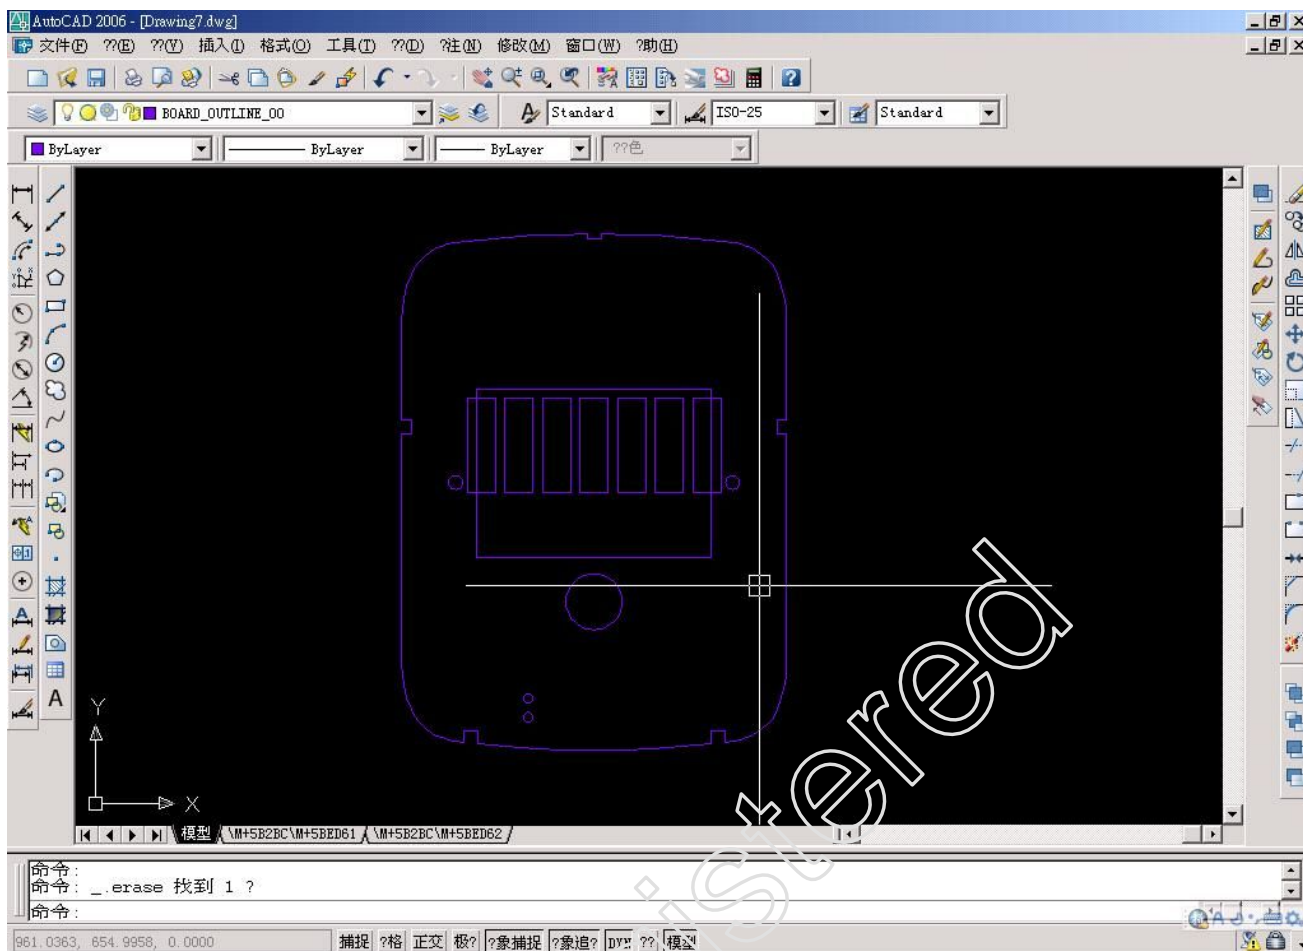 AutoCAD 2006 - [Drawing7.dwg]
文件(F) ??(E) ??(V) 插入(I) 格式(O) 工具(T) ??(D) ?注(N) 修改(M) 窗口(W) ?助(H)
BOARD_OUTLINE_00 Standard ISO-25 Standard
ByLayer ByLayer ByLayer ??色
Y
X
模型 \M+5B2BC\M+5BED61 \M+5B2BC\M+5BED62
命令:
命令: _.erase 找到 1 ?
命令:
961.0363, 654.9958, 0.0000 捕捉 ?格 正交 极? ?象捕捉 ?象追? DYN ?? 模型
istered